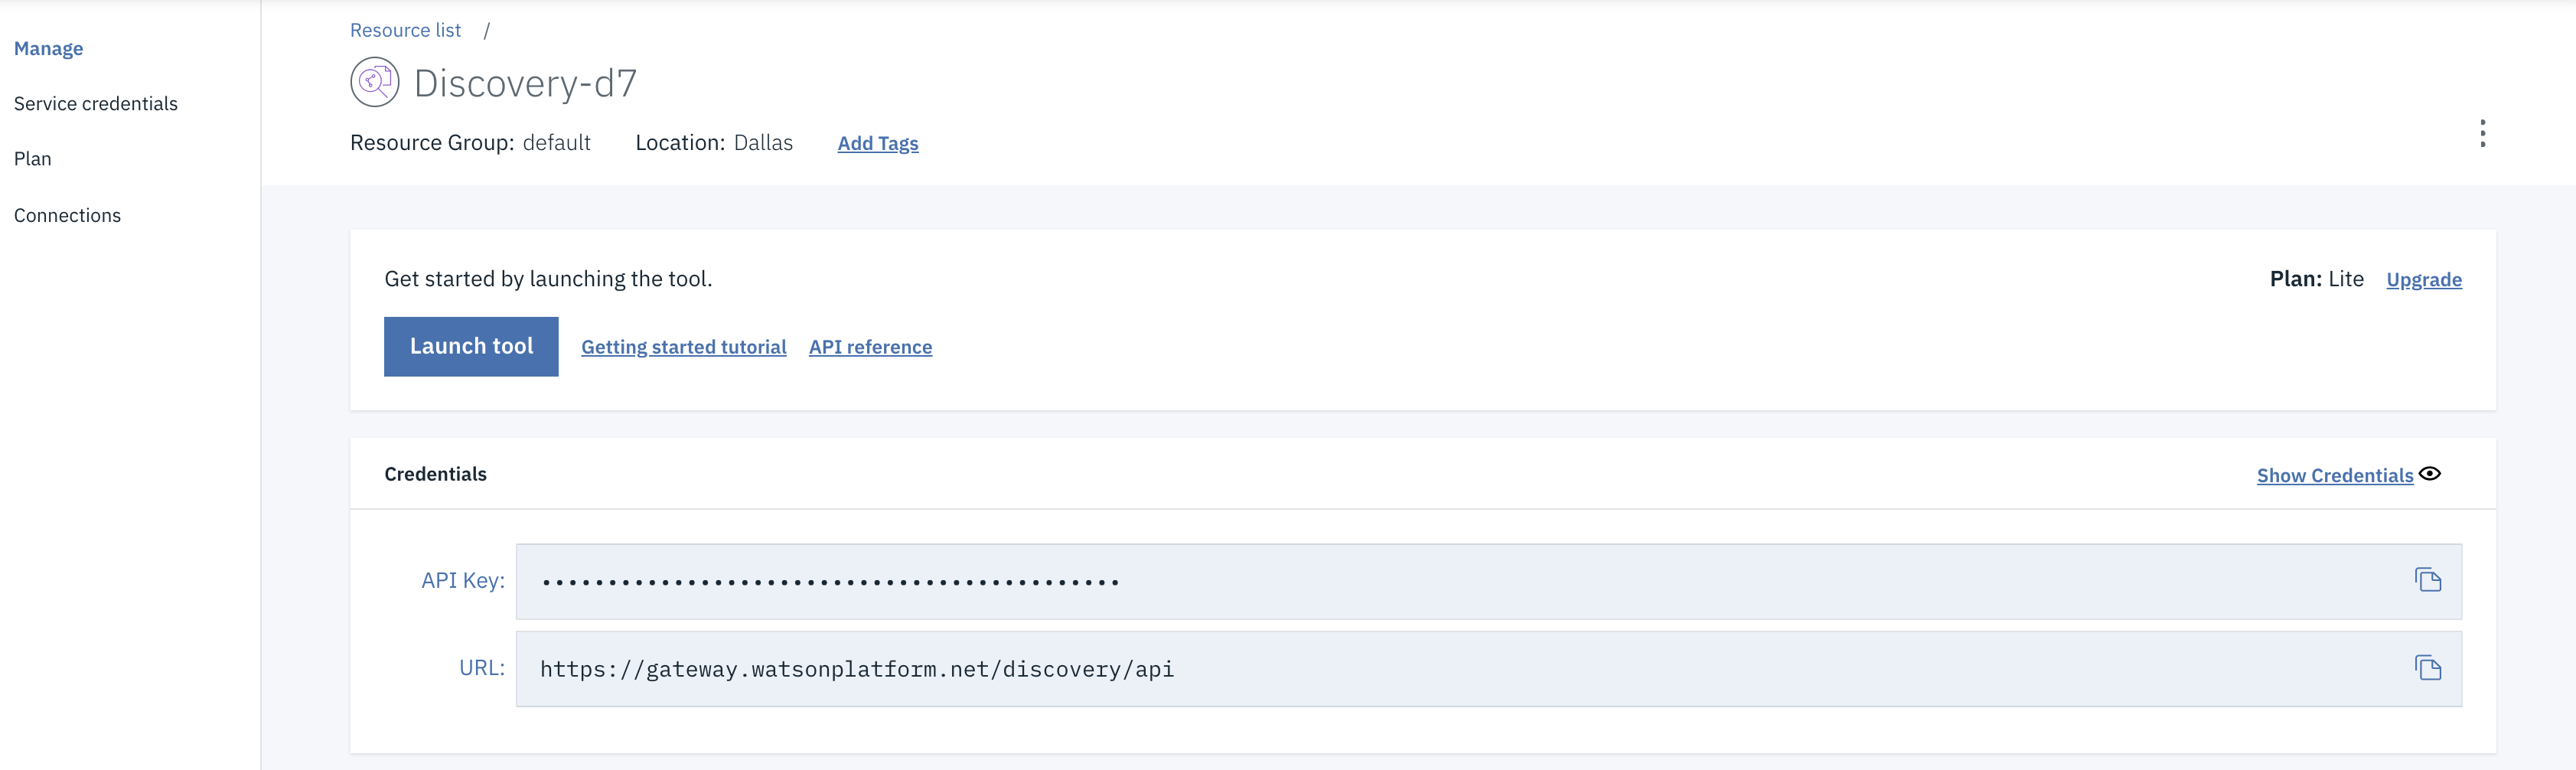 Manage
Service credentials
Plan
Connections
Resource list /
Discovery-d7
Resource Group: default Location: Dallas Add Tags
Get started by launching the tool.
Plan: Lite Upgrade
Launch tool Getting started tutorial API reference
Credentials
Show Credentials
API Key: ••••••••••••••••••••••••••••••••••••••••••••
URL: https://gateway.watsonplatform.net/discovery/api